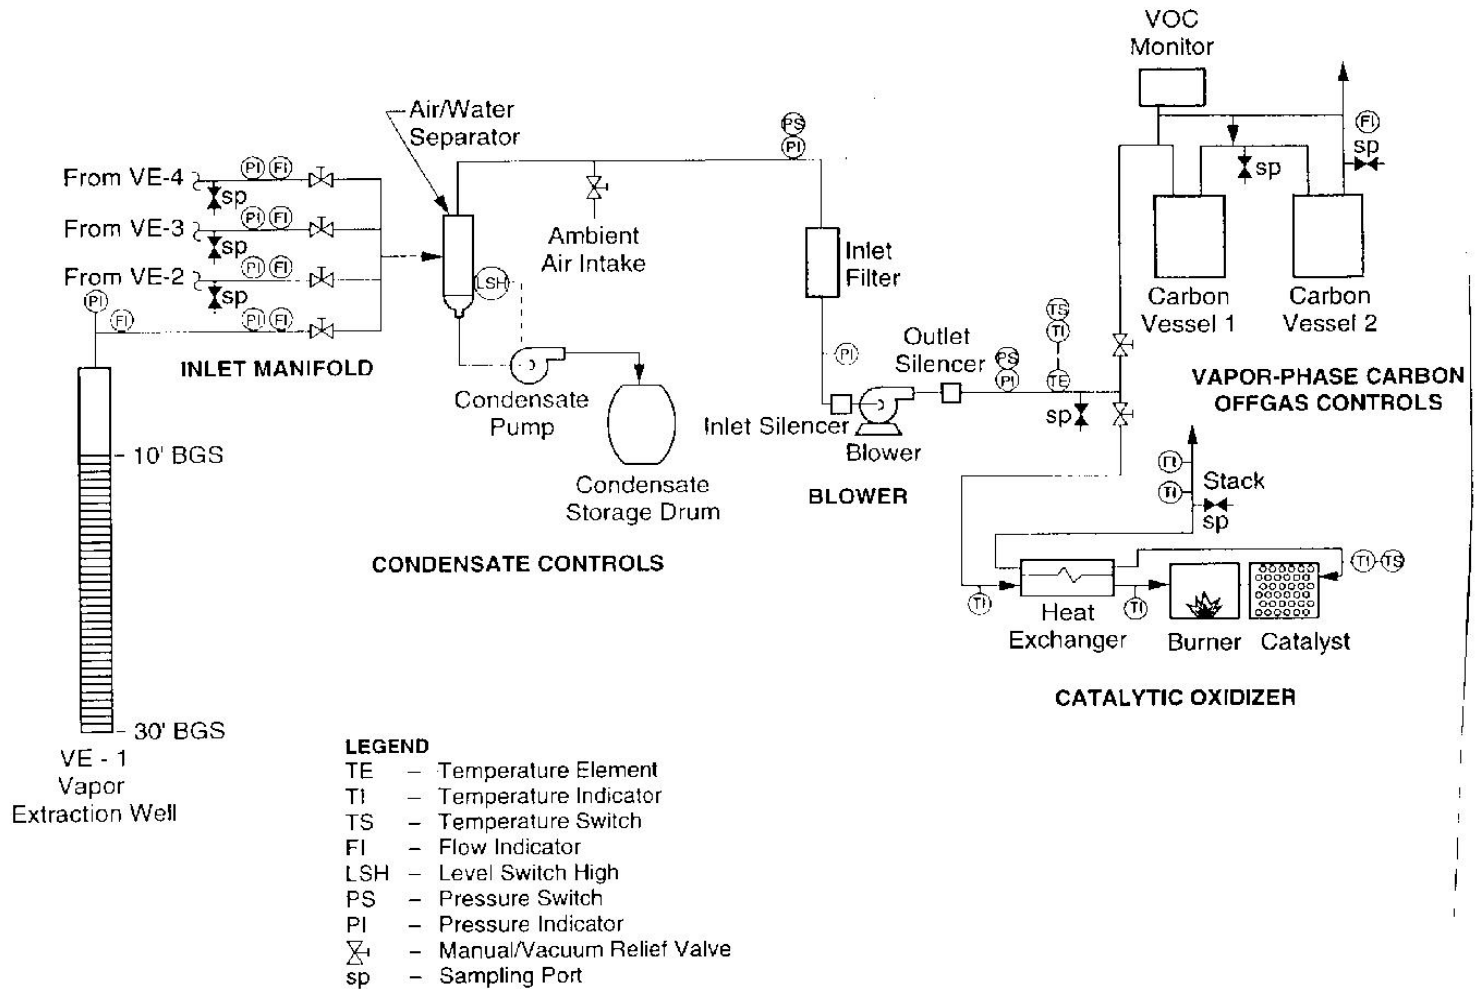 VOC
Monitor
Air/Water
Separator
PS
PI
FI
sp
From VE-4
PI FI
sp
sp
From VE-3
PI FI
sp
Ambient
Air Intake
Inlet
Filter
From VE-2
PI FI
sp
LSH
Carbon
Vessel 1
Carbon
Vessel 2
PI
FI
PI FI
TS
TI
TE
Outlet
Silencer
PS
PI
PI
INLET MANIFOLD
VAPOR-PHASE CARBON
OFFGAS CONTROLS
Condensate
Pump
sp
Inlet Silencer
Blower
10' BGS
BLOWER
Condensate
Storage Drum
TI
Stack
sp
CONDENSATE CONTROLS
TI TS
TI
TI
Heat
Exchanger
Burner
Catalyst
CATALYTIC OXIDIZER
30' BGS
VE - 1
Vapor
Extraction Well
LEGEND
TE – Temperature Element
TI – Temperature Indicator
TS – Temperature Switch
FI – Flow Indicator
LSH – Level Switch High
PS – Pressure Switch
PI – Pressure Indicator
– Manual/Vacuum Relief Valve
sp – Sampling Port